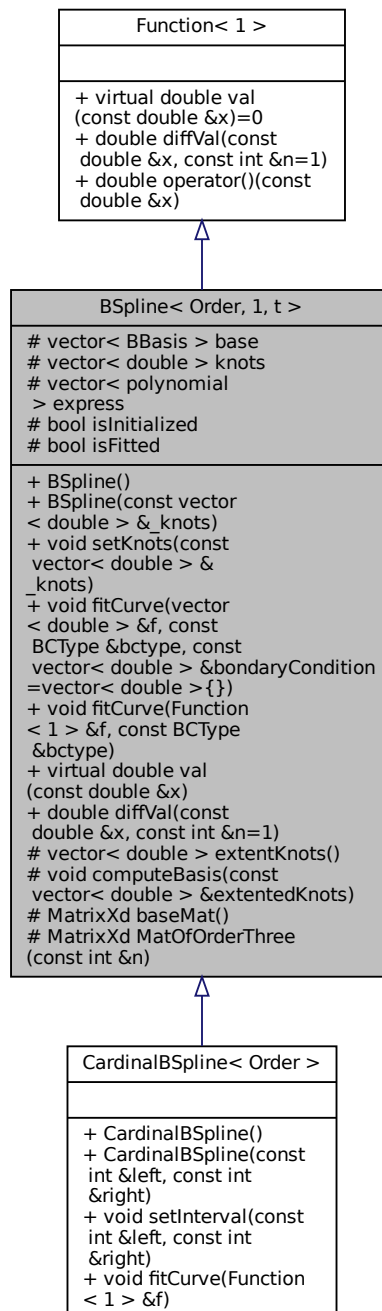 Function< 1 >
+ virtual double val
(const double &x)=0
+ double diffVal(const
double &x, const int &n=1)
+ double operator()(const
double &x)
BSpline< Order, 1, t >
# vector< BBasis > base
# vector< double > knots
# vector< polynomial
> express
# bool isInitialized
# bool isFitted
+ BSpline()
+ BSpline(const vector
< double > &_knots)
+ void setKnots(const
vector< double > &
_knots)
+ void fitCurve(vector
< double > &f, const
BCType &bctype, const
vector< double > &bondaryCondition
=vector< double >{})
+ void fitCurve(Function
< 1 > &f, const BCType
&bctype)
+ virtual double val
(const double &x)
+ double diffVal(const
double &x, const int &n=1)
# vector< double > extentKnots()
# void computeBasis(const
vector< double > &extentedKnots)
# MatrixXd baseMat()
# MatrixXd MatOfOrderThree
(const int &n)
CardinalBSpline< Order >
+ CardinalBSpline()
+ CardinalBSpline(const
int &left, const int
&right)
+ void setInterval(const
int &left, const int
&right)
+ void fitCurve(Function
< 1 > &f)